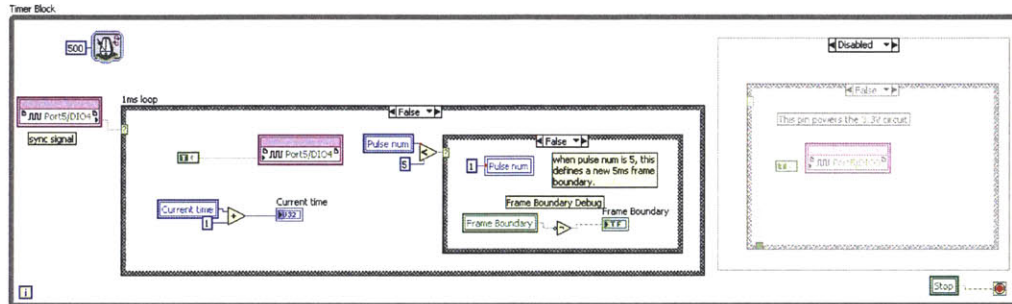 Timer Block
500
Disabled
1ms loop
False
False
Port5/DIO4
Port5/DIO4
Pulse num
False
This pin powers the 1.3V circuit
sync signal
5
1
Pulse num
when pulse num is 5, this
defines a new 5ms frame
boundary.
Current time
Current time
1
U32
Frame Boundary Debug
Frame Boundary
Frame Boundary
TF
Stop
i